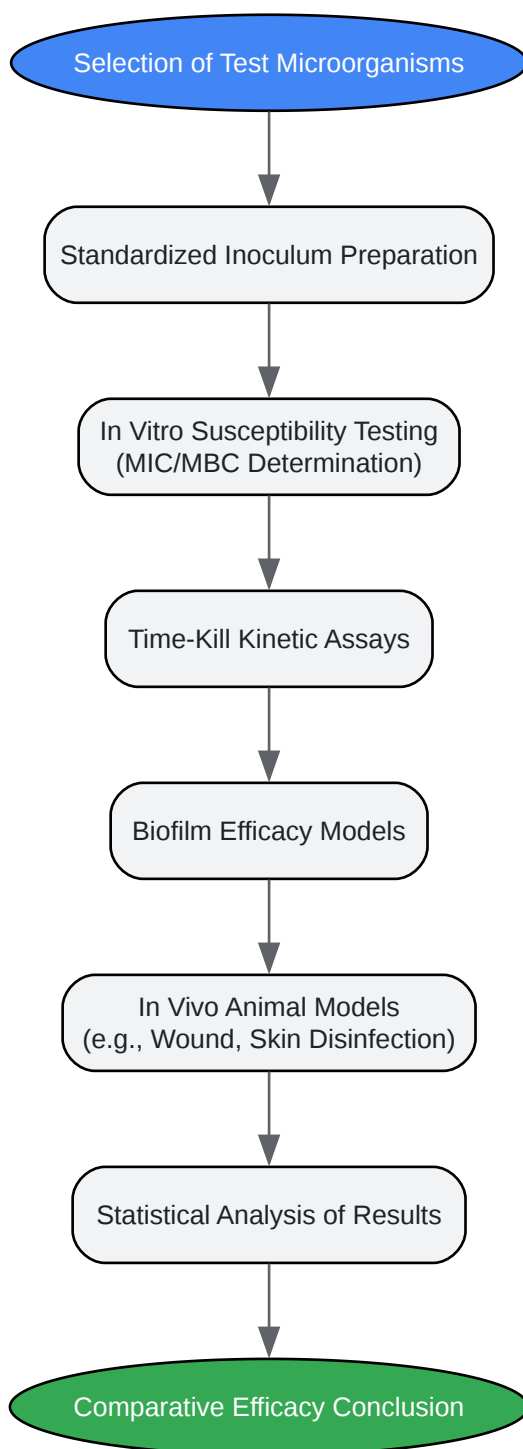 Selection of Test Microorganisms
Standardized Inoculum Preparation
In Vitro Susceptibility Testing
(MIC/MBC Determination)
Time-Kill Kinetic Assays
Biofilm Efficacy Models
In Vivo Animal Models
(e.g., Wound, Skin Disinfection)
Statistical Analysis of Results
Comparative Efficacy Conclusion